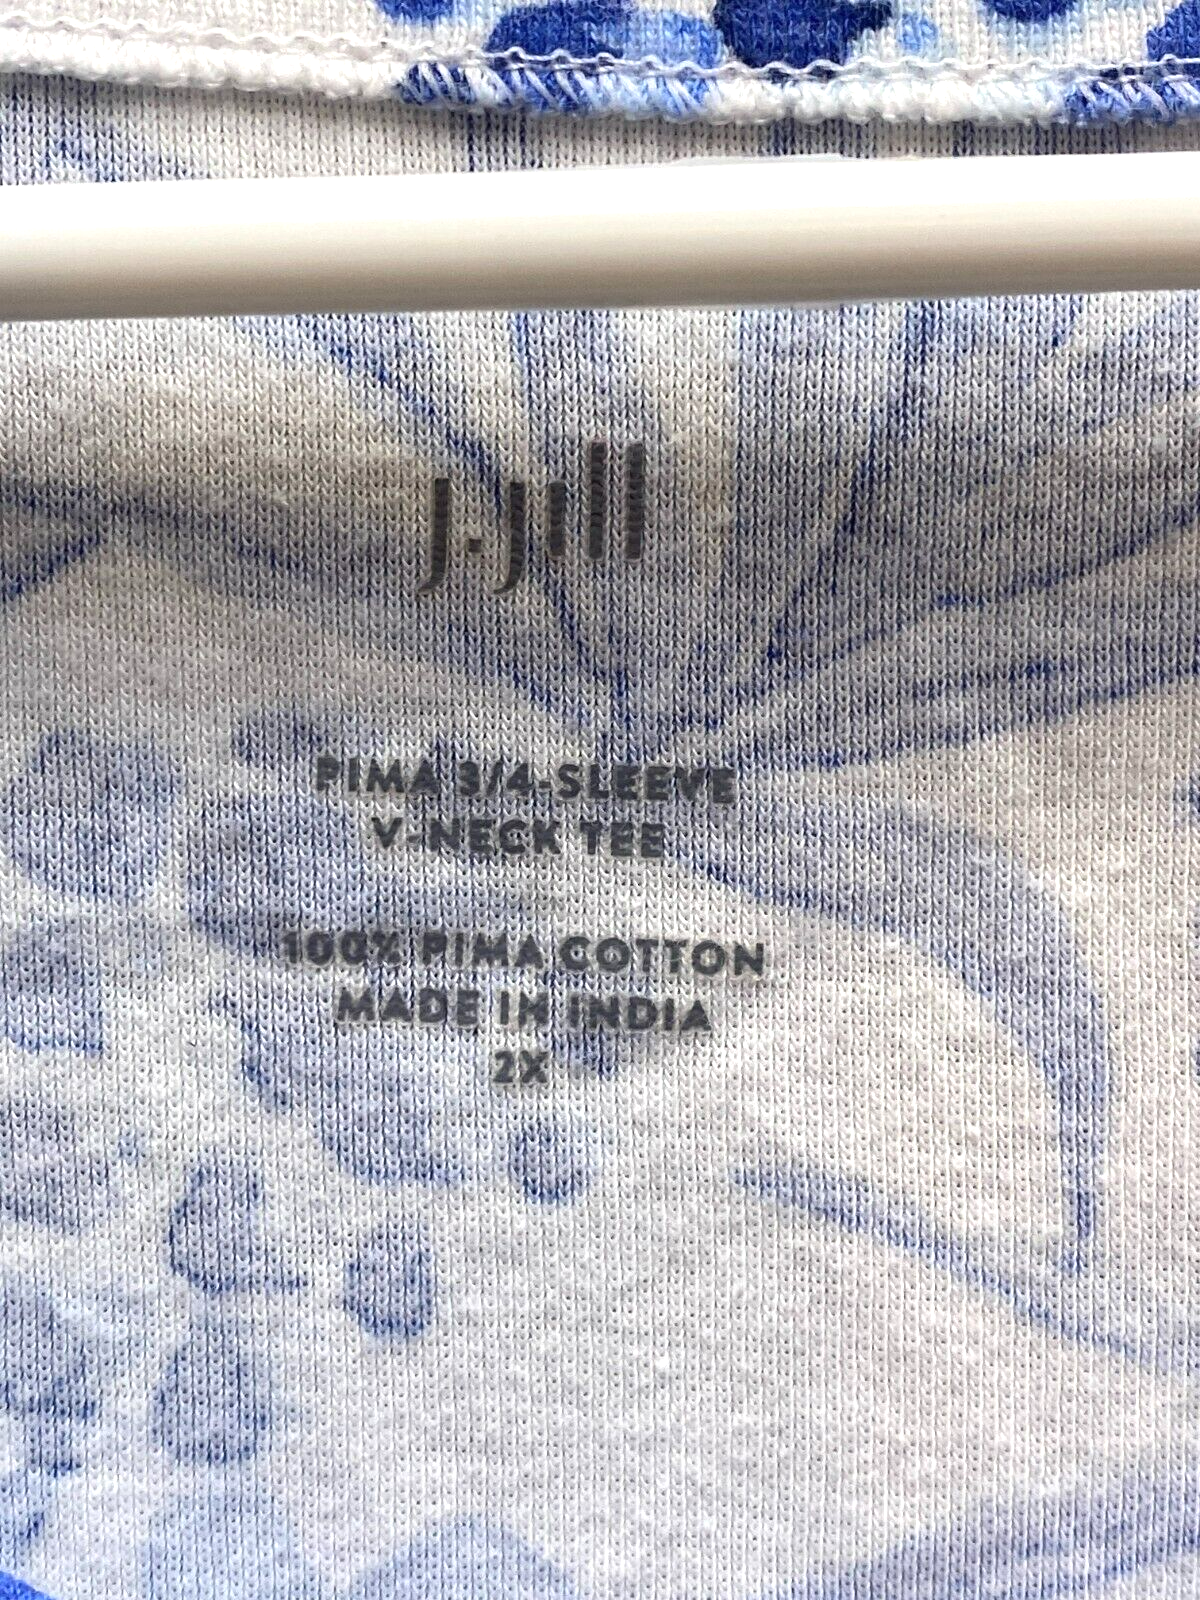 J.Jill
PIMA 3/4-SLEEVE
V-NECK TEE
100% PIMA COTTON
MADE IN INDIA
2X